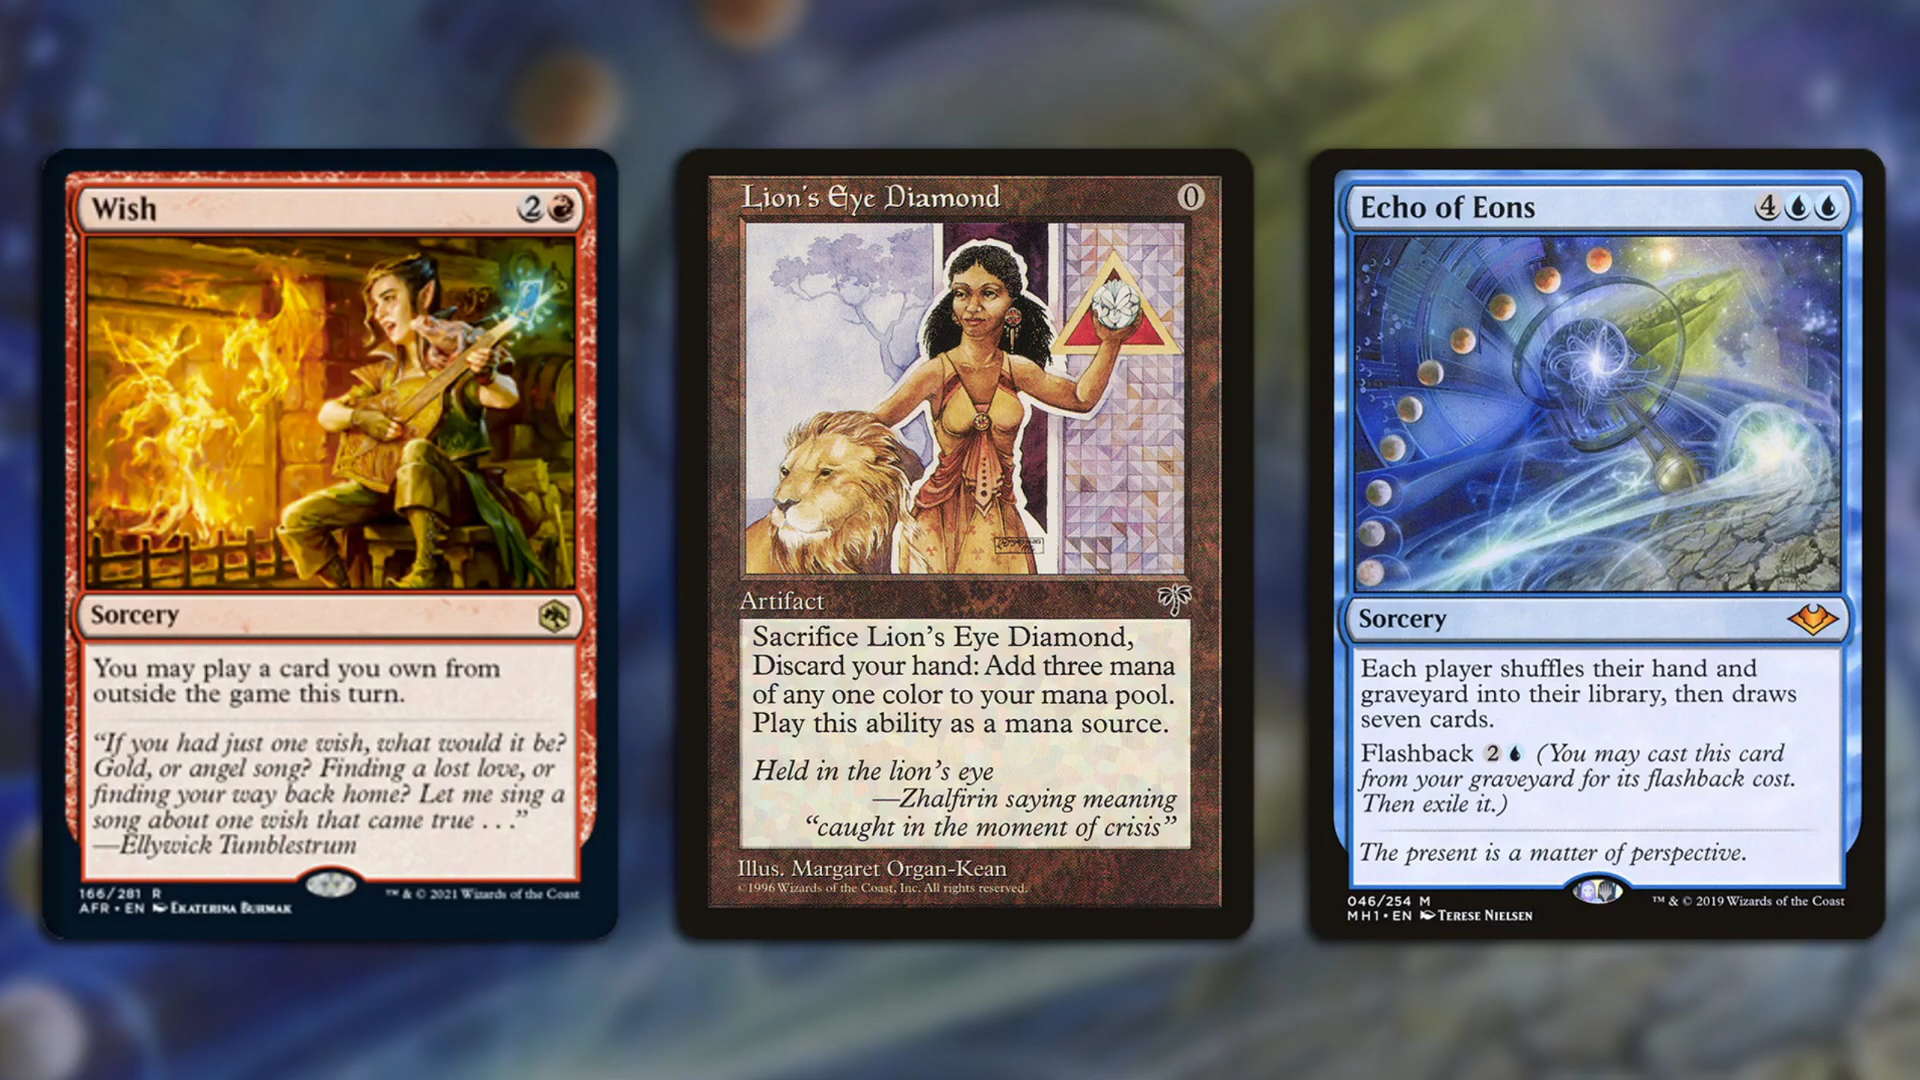 Wish 2
Sorcery
You may play a card you own from
outside the game this turn.
“If you had just one wish, what would it be?
Gold, or angel song? Finding a lost love, or
finding your way back home? Let me sing a
song about one wish that came true . . .”
—Ellywick Tumblestrum
166/281 R
AFR • EN Ekaterina Burmak
™ & © 2021 Wizards of the Coast
Lion's Eye Diamond 0
Artifact
Sacrifice Lion's Eye Diamond,
Discard your hand: Add three mana
of any one color to your mana pool.
Play this ability as a mana source.
Held in the lion's eye
—Zhalfirin saying meaning
“caught in the moment of crisis”
Illus. Margaret Organ-Kean
©1996 Wizards of the Coast, Inc. All rights reserved.
Echo of Eons 4
Sorcery
Each player shuffles their hand and
graveyard into their library, then draws
seven cards.
Flashback 2 (You may cast this card
from your graveyard for its flashback cost.
Then exile it.)
The present is a matter of perspective.
046/254 M
MH1 • EN Terese Nielsen
™ & © 2019 Wizards of the Coast